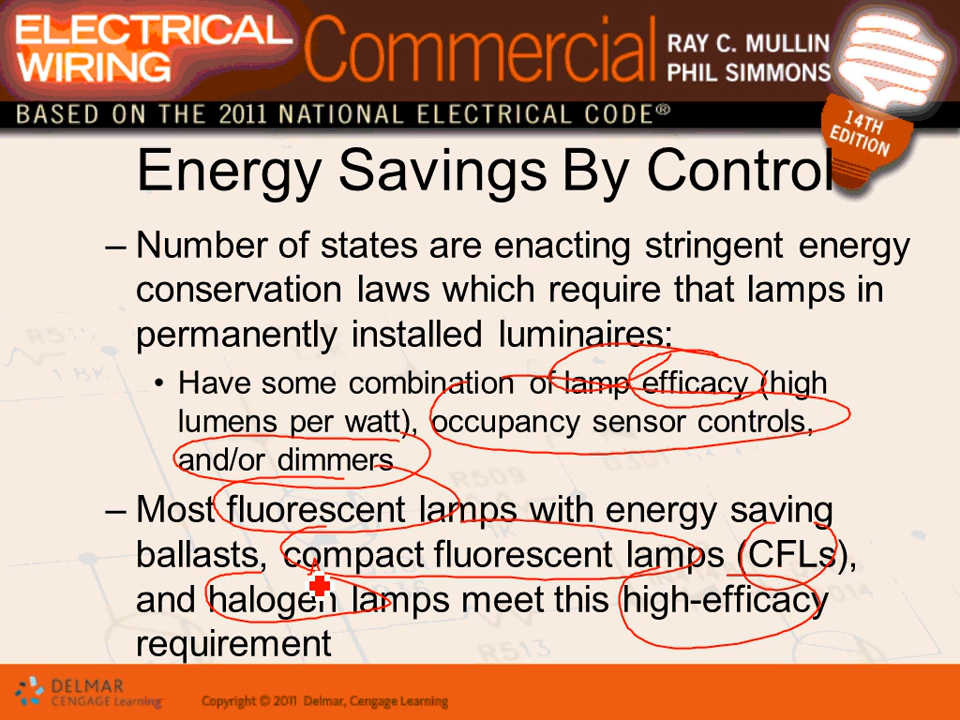 ELECTRICAL WIRING Commercial RAY C. MULLIN PHIL SIMMONS
BASED ON THE 2011 NATIONAL ELECTRICAL CODE®
14TH EDITION
Energy Savings By Control
– Number of states are enacting stringent energy
conservation laws which require that lamps in
permanently installed luminaires:
• Have some combination of lamp efficacy (high
lumens per watt), occupancy sensor controls,
and/or dimmers
– Most fluorescent lamps with energy saving
ballasts, compact fluorescent lamps (CFLs),
and halogen lamps meet this high-efficacy
requirement
R509
R513
DELMAR
CENGAGE Learning
Copyright © 2011 Delmar, Cengage Learning